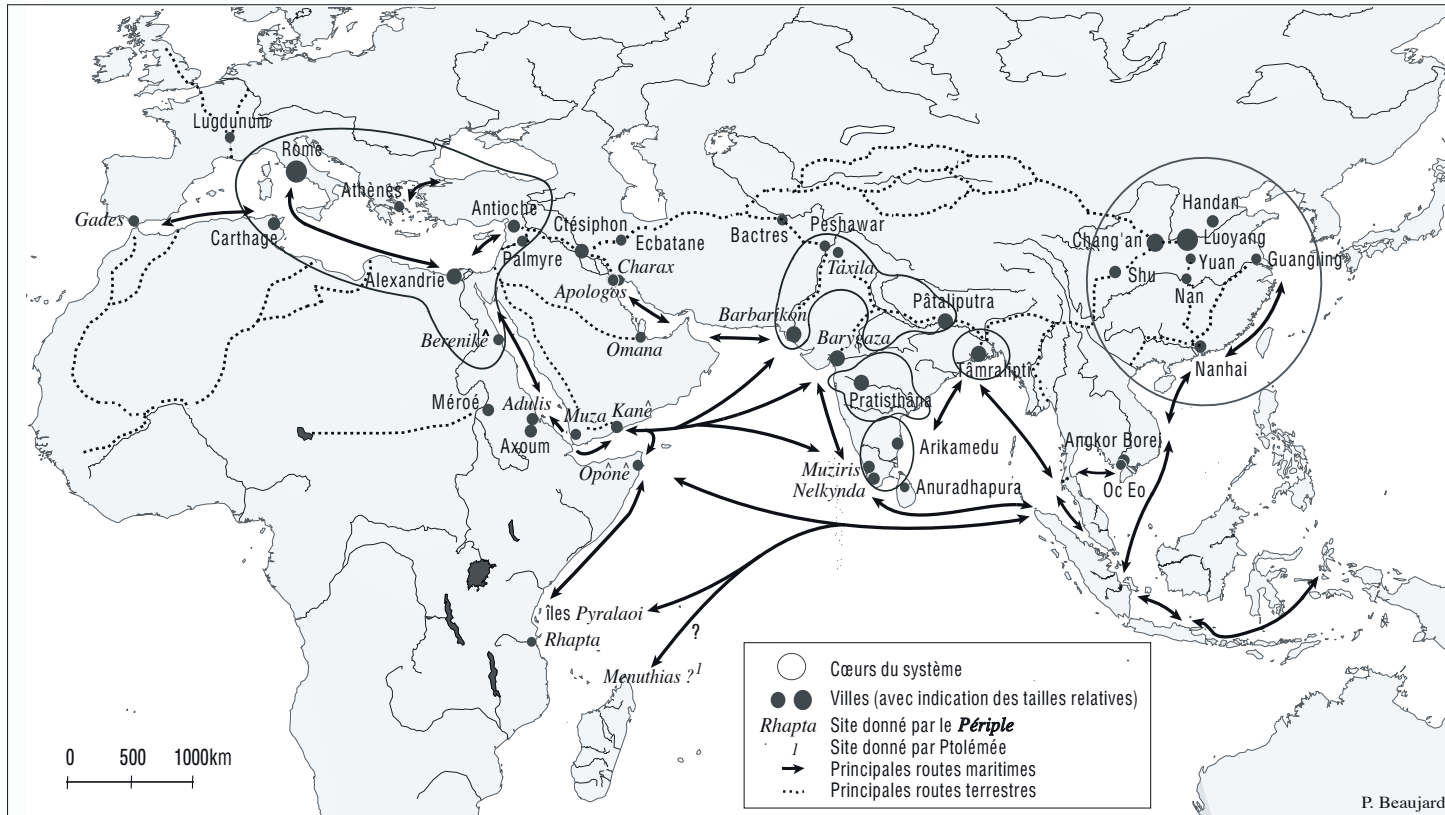 Lugdunum
Rome
Athènes
Gades
Carthage
Antioche
Ctésiphon
Ecbatane
Palmyre
Charax
Apologos
Alexandrie
Berenikê
Omana
Méroé
Adulis
Axoum
Muza
Kanê
Opônê
îles Pyralaoi
Rhapta
?
Menuthias ?1
Bactres
Peshawar
Taxila
Pâtaliputra
Barbarikon
Barygaza
Tâmraliptî
Pratisthâna
Arikamedu
Muziris
Nelkynda
Anuradhapura
Handan
Chang'an
Luoyang
Shu
Yuan
Guangling
Nan
Nanhai
Angkor Borei
Oc Eo
0 500 1000km
Cœurs du système
Villes (avec indication des tailles relatives)
Rhapta Site donné par le Périple
1 Site donné par Ptolémée
Principales routes maritimes
Principales routes terrestres
P. Beaujard